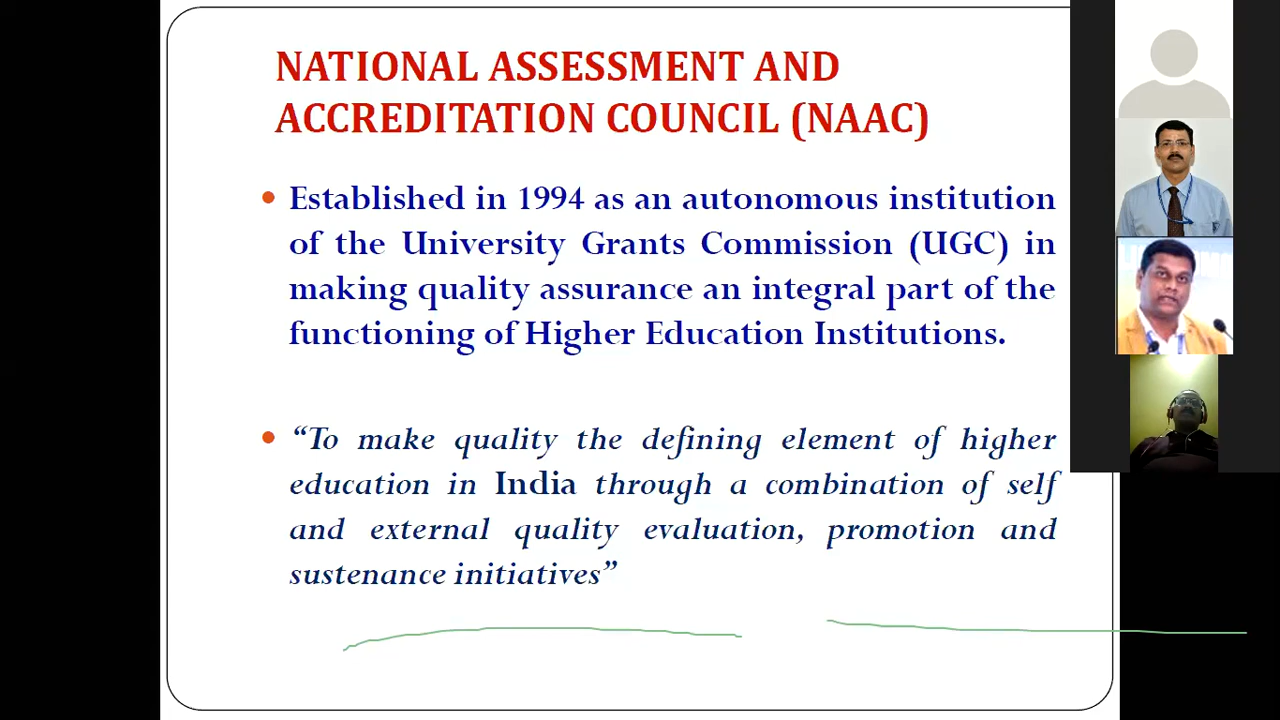 NATIONAL ASSESSMENT AND
ACCREDITATION COUNCIL (NAAC)
• Established in 1994 as an autonomous institution
of the University Grants Commission (UGC) in
making quality assurance an integral part of the
functioning of Higher Education Institutions.
• “To make quality the defining element of higher
education in India through a combination of self
and external quality evaluation, promotion and
sustenance initiatives”